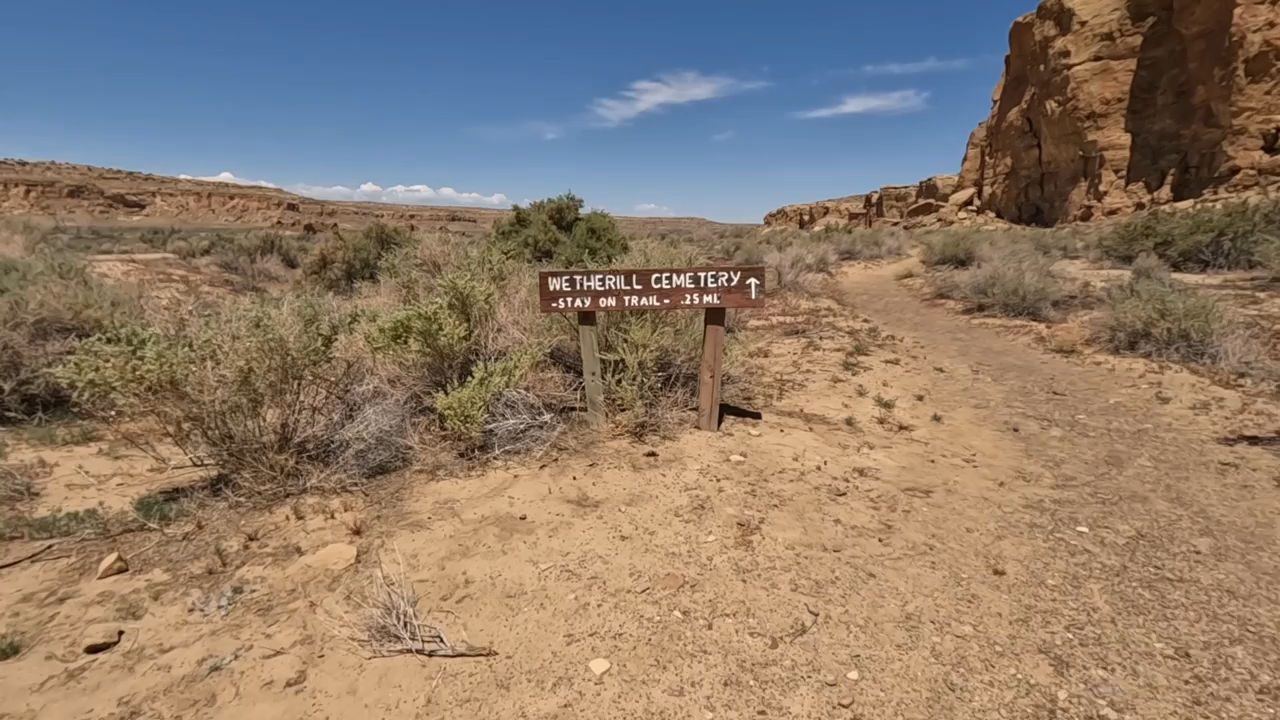 WETHERILL CEMETERY ↑
-STAY ON TRAIL- .25 MI.